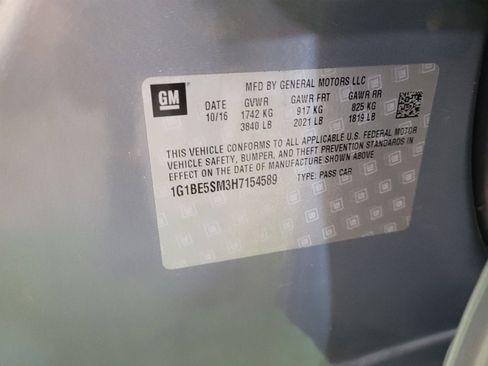 MFD BY GENERAL MOTORS LLC
GM
DATE GVWR GAWR FRT GAWR RR
10/16 1742 KG 917 KG 825 KG
3840 LB 2021 LB 1819 LB
THIS VEHICLE CONFORMS TO ALL APPLICABLE U.S. FEDERAL MOTOR
VEHICLE SAFETY, BUMPER, AND THEFT PREVENTION STANDARDS IN
EFFECT ON THE DATE OF MANUFACTURE SHOWN ABOVE.
1G1BE5SM3H7154589 TYPE: PASS CAR